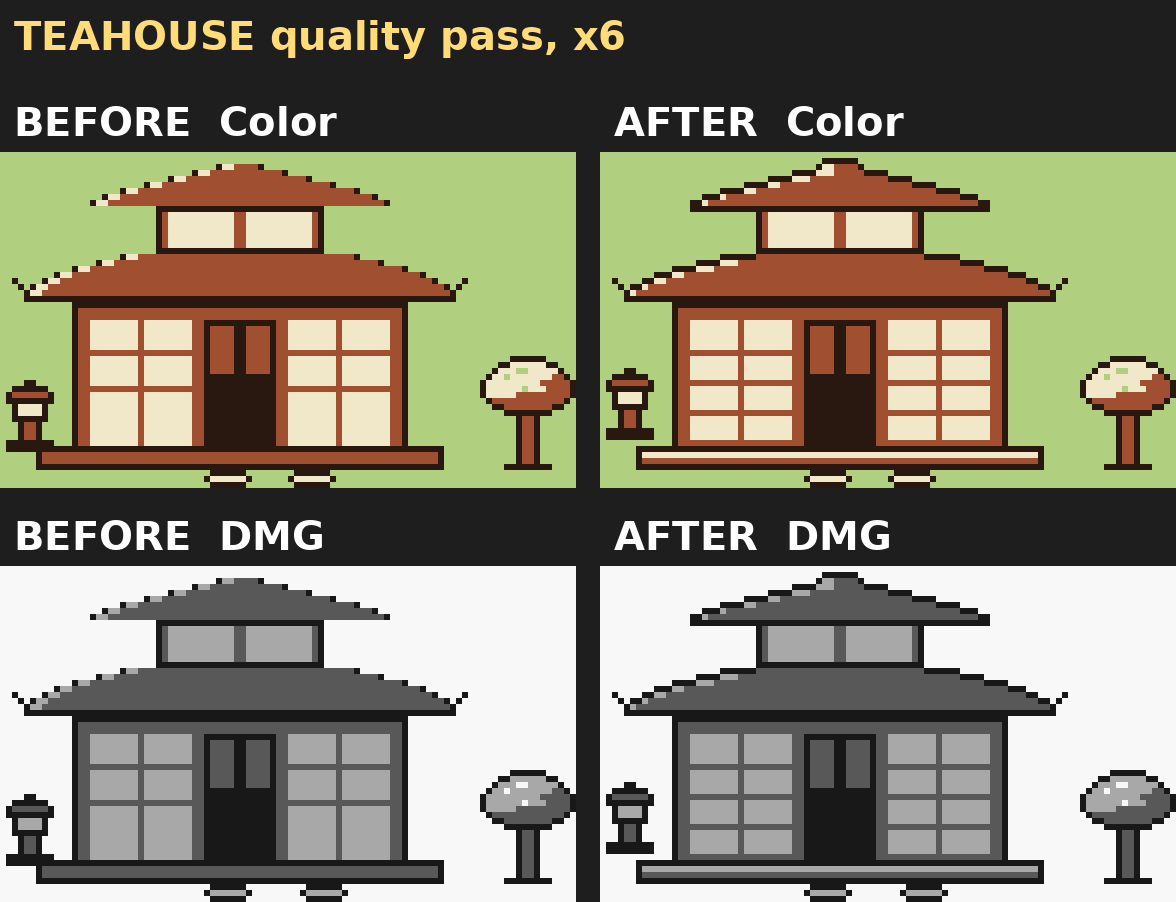 TEAHOUSE quality pass, x6
BEFORE  Color
AFTER  Color
BEFORE  DMG
AFTER  DMG